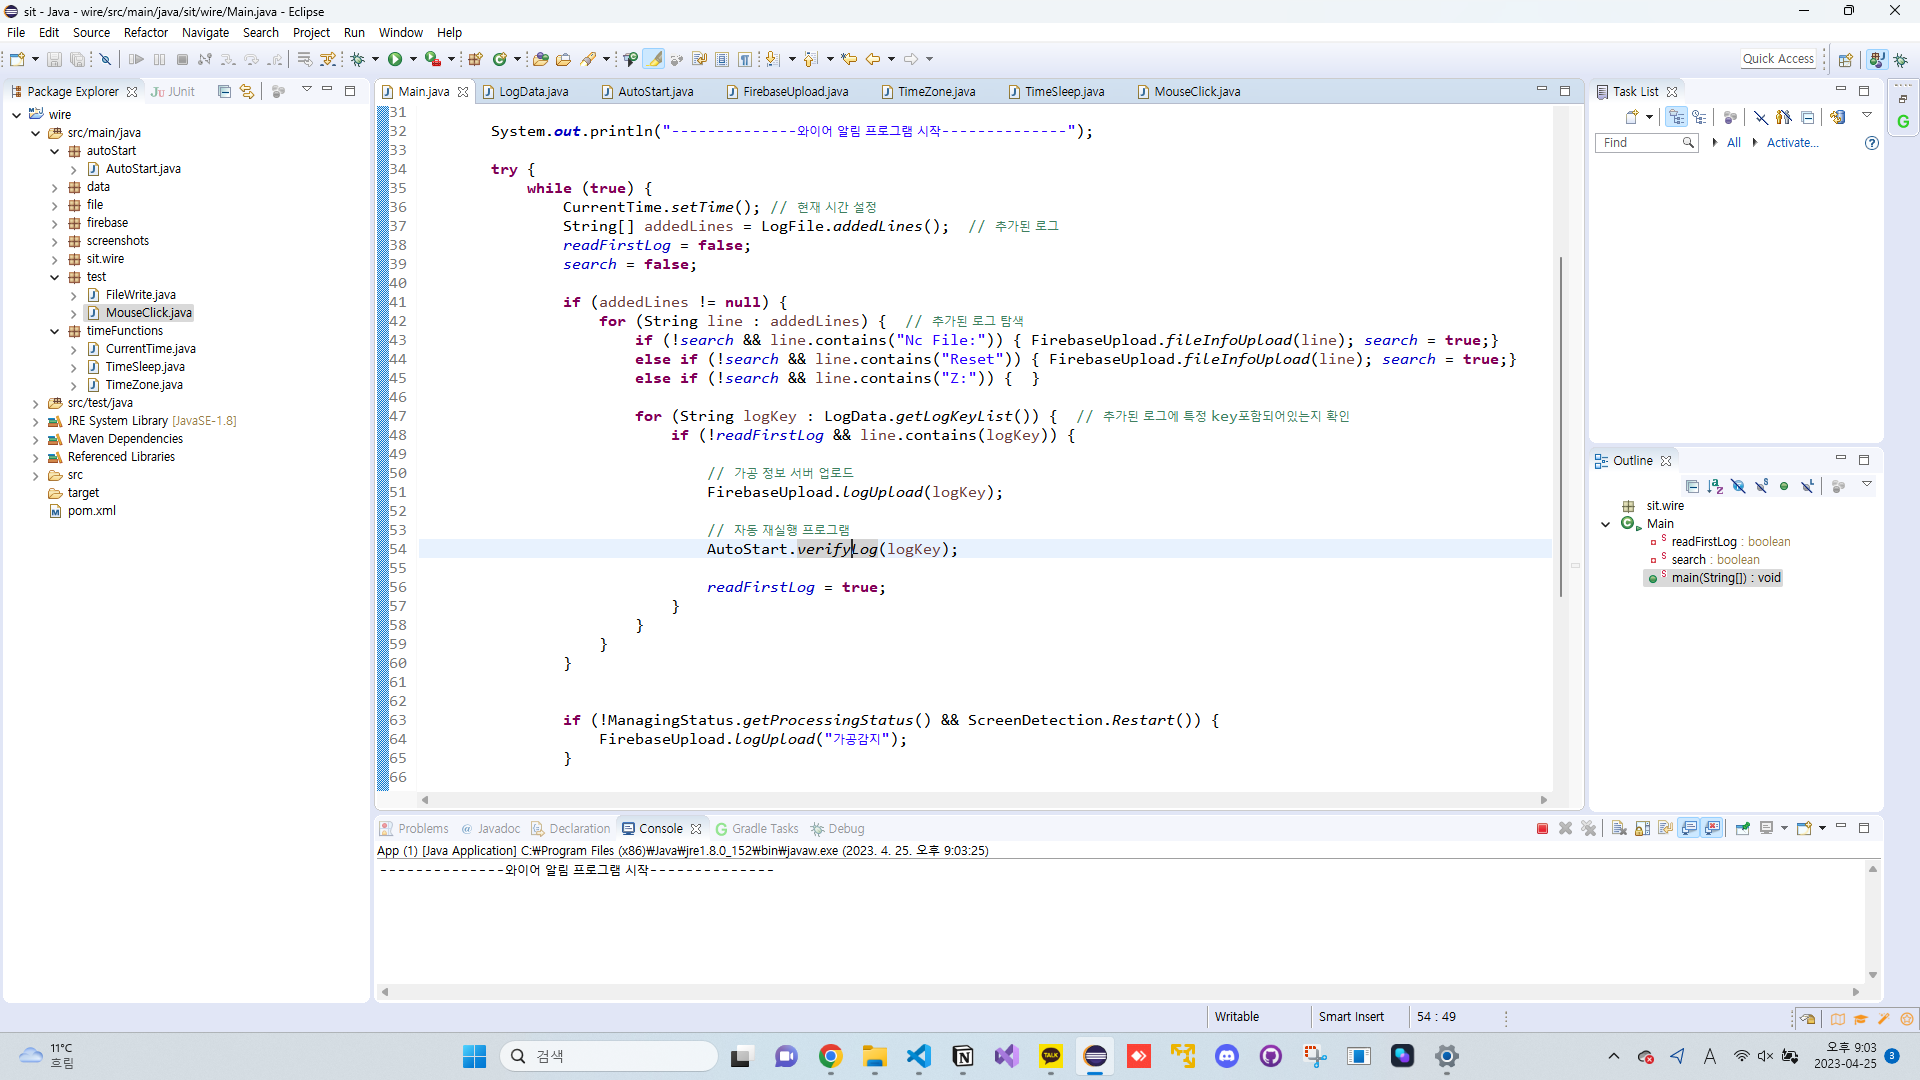 sit - Java - wire/src/main/java/sit/wire/Main.java - Eclipse
File Edit Source Refactor Navigate Search Project Run Window Help
Quick Access
Package Explorer
JUnit
wire
src/main/java
autoStart
AutoStart.java
data
file
firebase
screenshots
sit.wire
test
FileWrite.java
MouseClick.java
timeFunctions
CurrentTime.java
TimeSleep.java
TimeZone.java
src/test/java
JRE System Library [JavaSE-1.8]
Maven Dependencies
Referenced Libraries
src
target
pom.xml
Main.java LogData.java AutoStart.java FirebaseUpload.java TimeZone.java TimeSleep.java MouseClick.java
31
32 System.out.println("--------------와이어 알림 프로그램 시작--------------");
33
34 try {
35 while (true) {
36 CurrentTime.setTime(); // 현재 시간 설정
37 String[] addedLines = LogFile.addedLines(); // 추가된 로그
38 readFirstLog = false;
39 search = false;
40
41 if (addedLines != null) {
42 for (String line : addedLines) { // 추가된 로그 탐색
43 if (!search && line.contains("Nc File:")) { FirebaseUpload.fileInfoUpload(line); search = true;}
44 else if (!search && line.contains("Reset")) { FirebaseUpload.fileInfoUpload(line); search = true;}
45 else if (!search && line.contains("Z:")) {  }
46
47 for (String logKey : LogData.getLogKeyList()) { // 추가된 로그에 특정 key포함되어있는지 확인
48 if (!readFirstLog && line.contains(logKey)) {
49
50 // 가공 정보 서버 업로드
51 FirebaseUpload.logUpload(logKey);
52
53 // 자동 재실행 프로그램
54 AutoStart.verifyLog(logKey);
55
56 readFirstLog = true;
57 }
58 }
59 }
60 }
61
62
63 if (!ManagingStatus.getProcessingStatus() && ScreenDetection.Restart()) {
64 FirebaseUpload.logUpload("가공감지");
65 }
66
Task List
Find All Activate...
Outline
sit.wire
Main
readFirstLog : boolean
search : boolean
main(String[]) : void
Problems Javadoc Declaration Console Gradle Tasks Debug
App (1) [Java Application] C:₩Program Files (x86)₩Java₩jre1.8.0_152₩bin₩javaw.exe (2023. 4. 25. 오후 9:03:25)
--------------와이어 알림 프로그램 시작--------------
Writable Smart Insert 54 : 49
11°C
흐림
검색
TALK
A
오후 9:03
2023-04-25
3